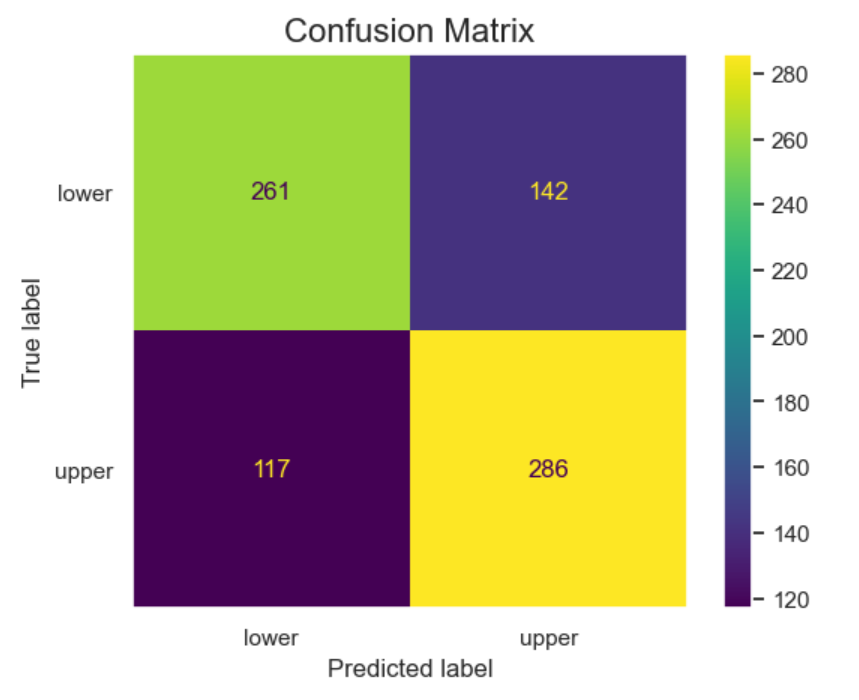 Confusion Matrix
280
260
lower
261
142
240
220
True label
200
180
upper
117
286
160
140
120
lower
upper
Predicted label